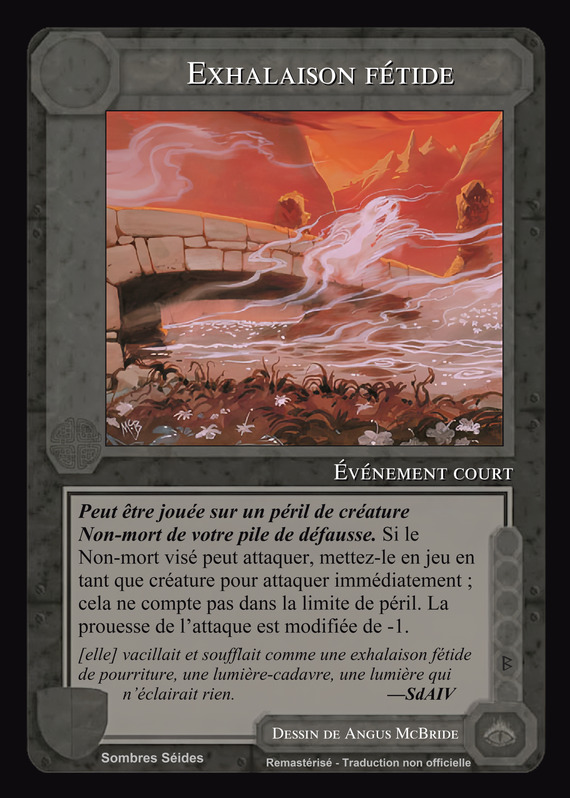 Exhalaison fétide
McB
Événement court
Peut être jouée sur un péril de créature
Non-mort de votre pile de défausse. Si le
Non-mort visé peut attaquer, mettez-le en jeu en
tant que créature pour attaquer immédiatement ;
cela ne compte pas dans la limite de péril. La
prouesse de l'attaque est modifiée de -1.
[elle] vacillait et soufflait comme une exhalaison fétide
de pourriture, une lumière-cadavre, une lumière qui
n'éclairait rien. —SdAIV
Dessin de Angus McBride
Sombres Séides
Remastérisé - Traduction non officielle